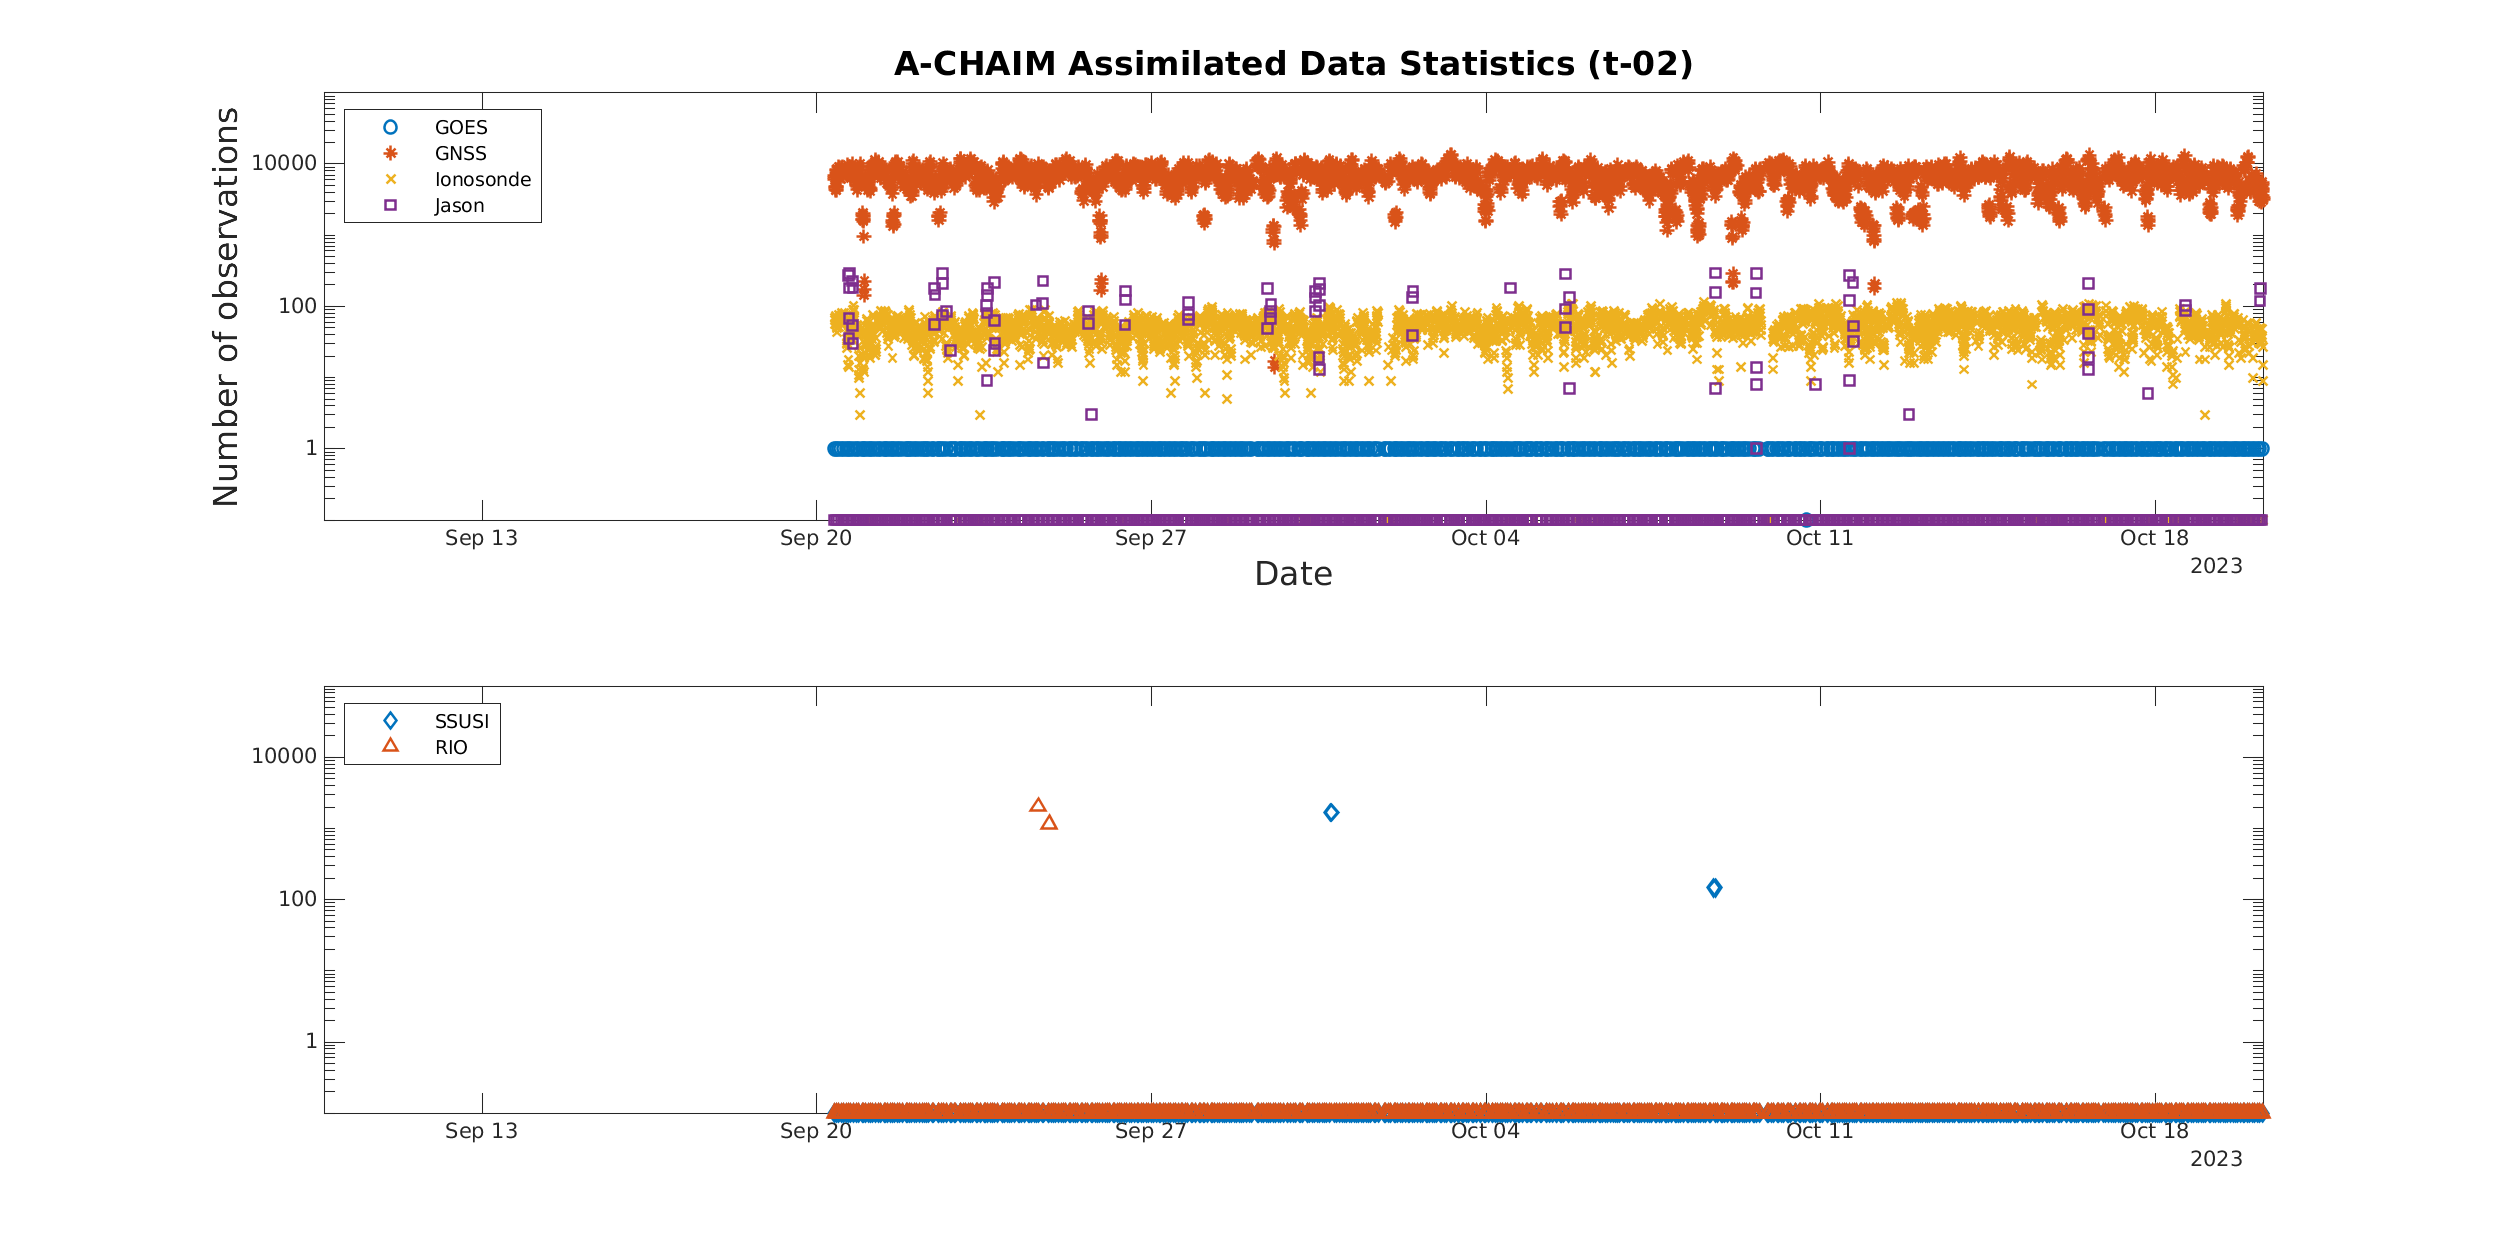 A-CHAIM Assimilated Data Statistics (t-02)
Number of observations
10000
100
1
GOES
GNSS
Ionosonde
Jason
Sep 13
Sep 20
Sep 27
Oct 04
Oct 11
Oct 18
2023
Date
10000
100
1
SSUSI
RIO
Sep 13
Sep 20
Sep 27
Oct 04
Oct 11
Oct 18
2023